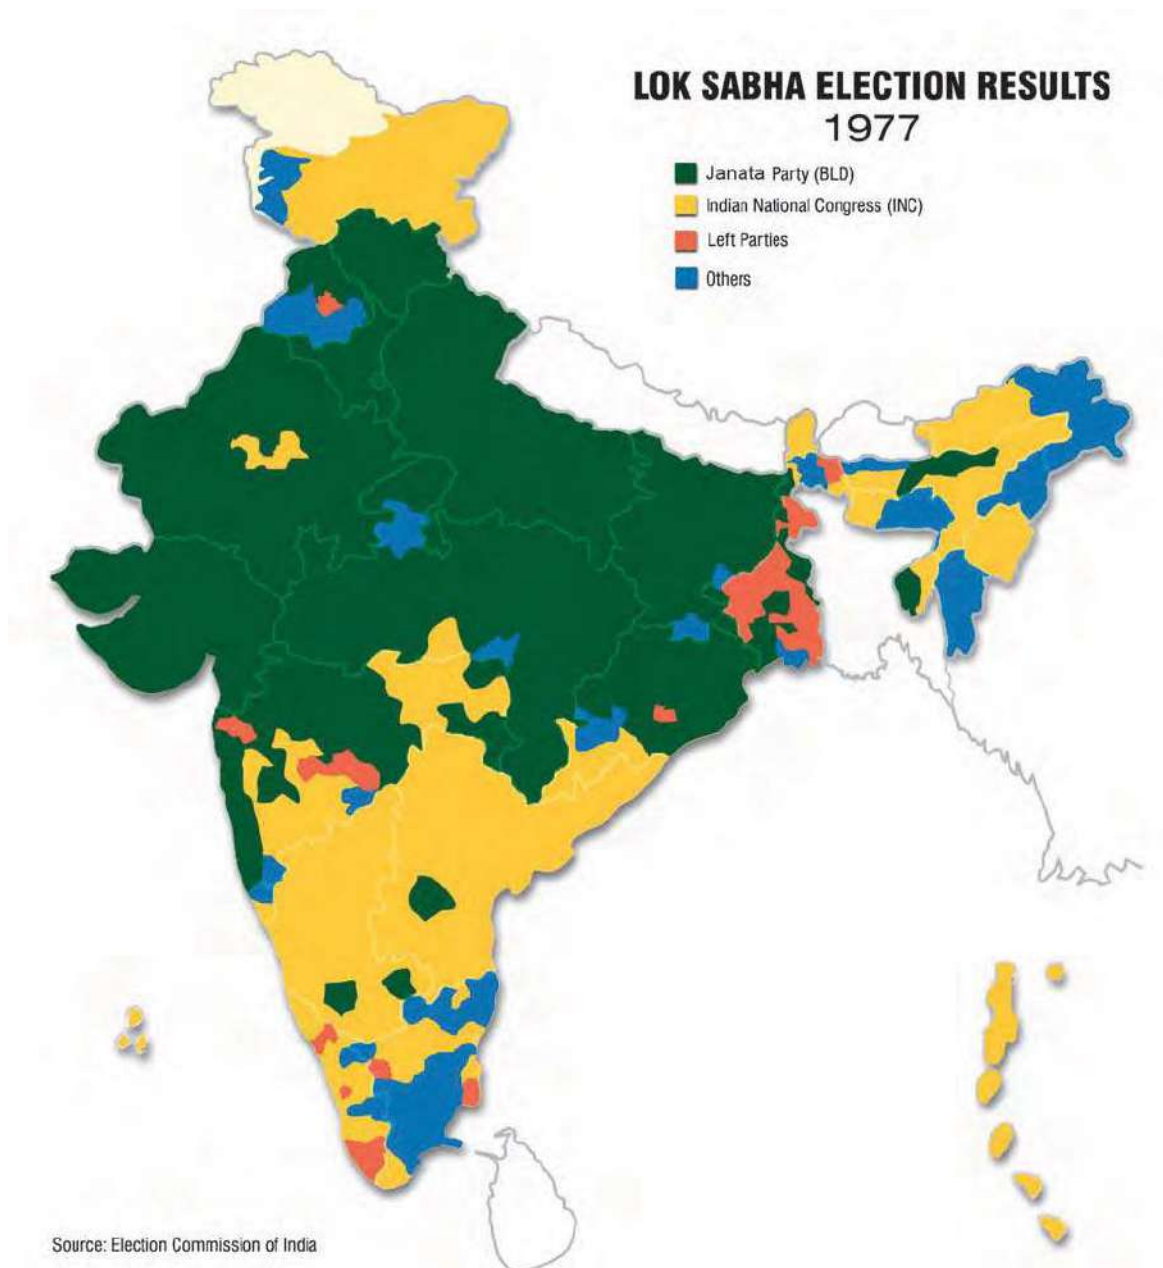 LOK SABHA ELECTION RESULTS
1977
Janata Party (BLD)
Indian National Congress (INC)
Left Parties
Others
Source: Election Commission of India